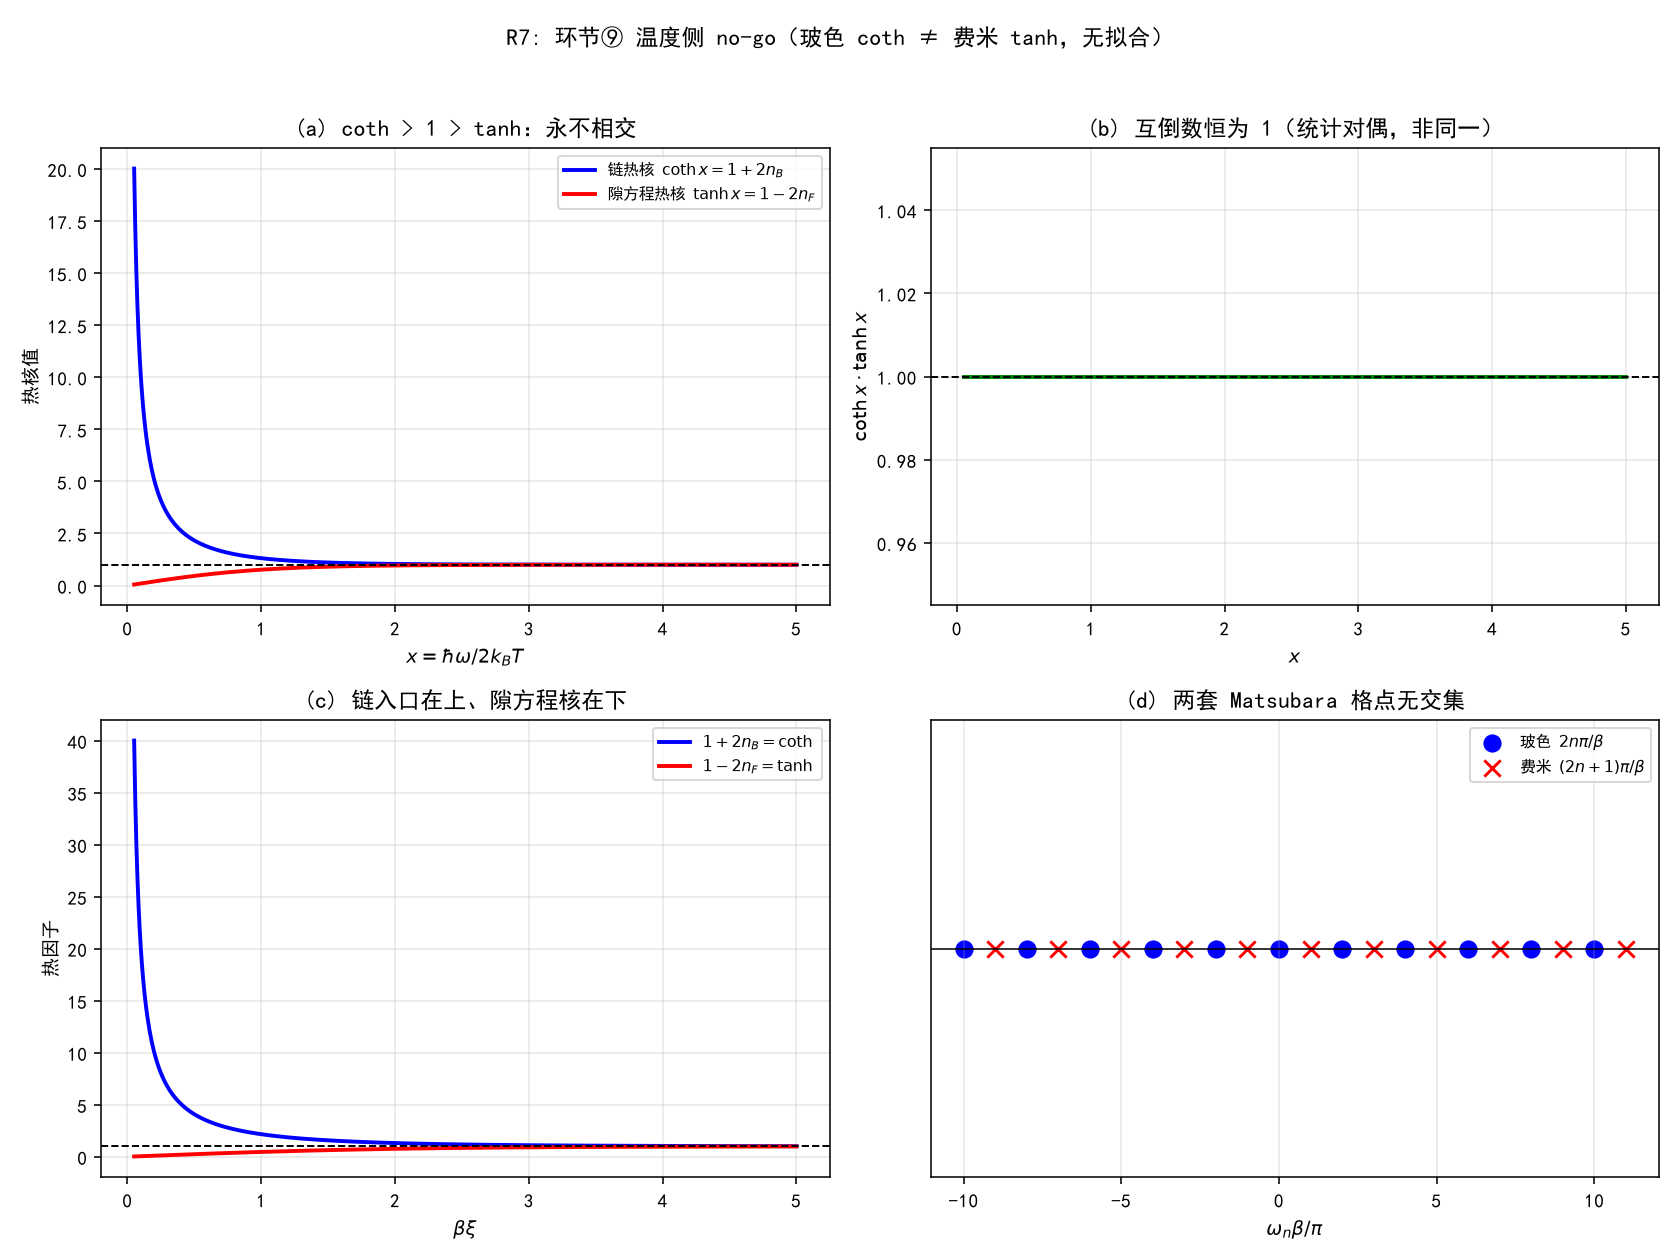 R7: 环节⑨ 温度侧 no-go（玻色 coth ≠ 费米 tanh，无拟合）
(a) coth > 1 > tanh：永不相交
20.0
17.5
15.0
12.5
10.0
7.5
5.0
2.5
0.0
热核值
链热核 coth x = 1 + 2n_B
隙方程热核 tanh x = 1 − 2n_F
0 1 2 3 4 5
x = ħω/2k_BT
(b) 互倒数恒为 1（统计对偶，非同一）
1.04
1.02
1.00
0.98
0.96
coth x · tanh x
0 1 2 3 4 5
x
(c) 链入口在上、隙方程核在下
40
35
30
25
20
15
10
5
0
热因子
1 + 2n_B = coth
1 − 2n_F = tanh
0 1 2 3 4 5
βξ
(d) 两套 Matsubara 格点无交集
玻色 2nπ/β
费米 (2n + 1)π/β
−10 −5 0 5 10
ω_nβ/π